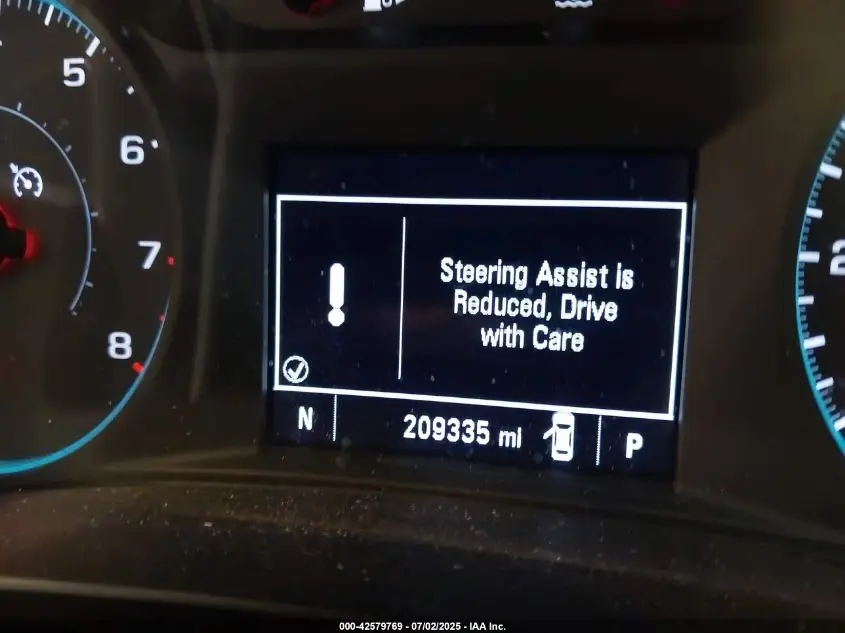 5
6
7
8
2
Steering Assist is
Reduced, Drive
with Care
N 209335 mi P
000-42579769 - 07/02/2025 - IAA Inc.